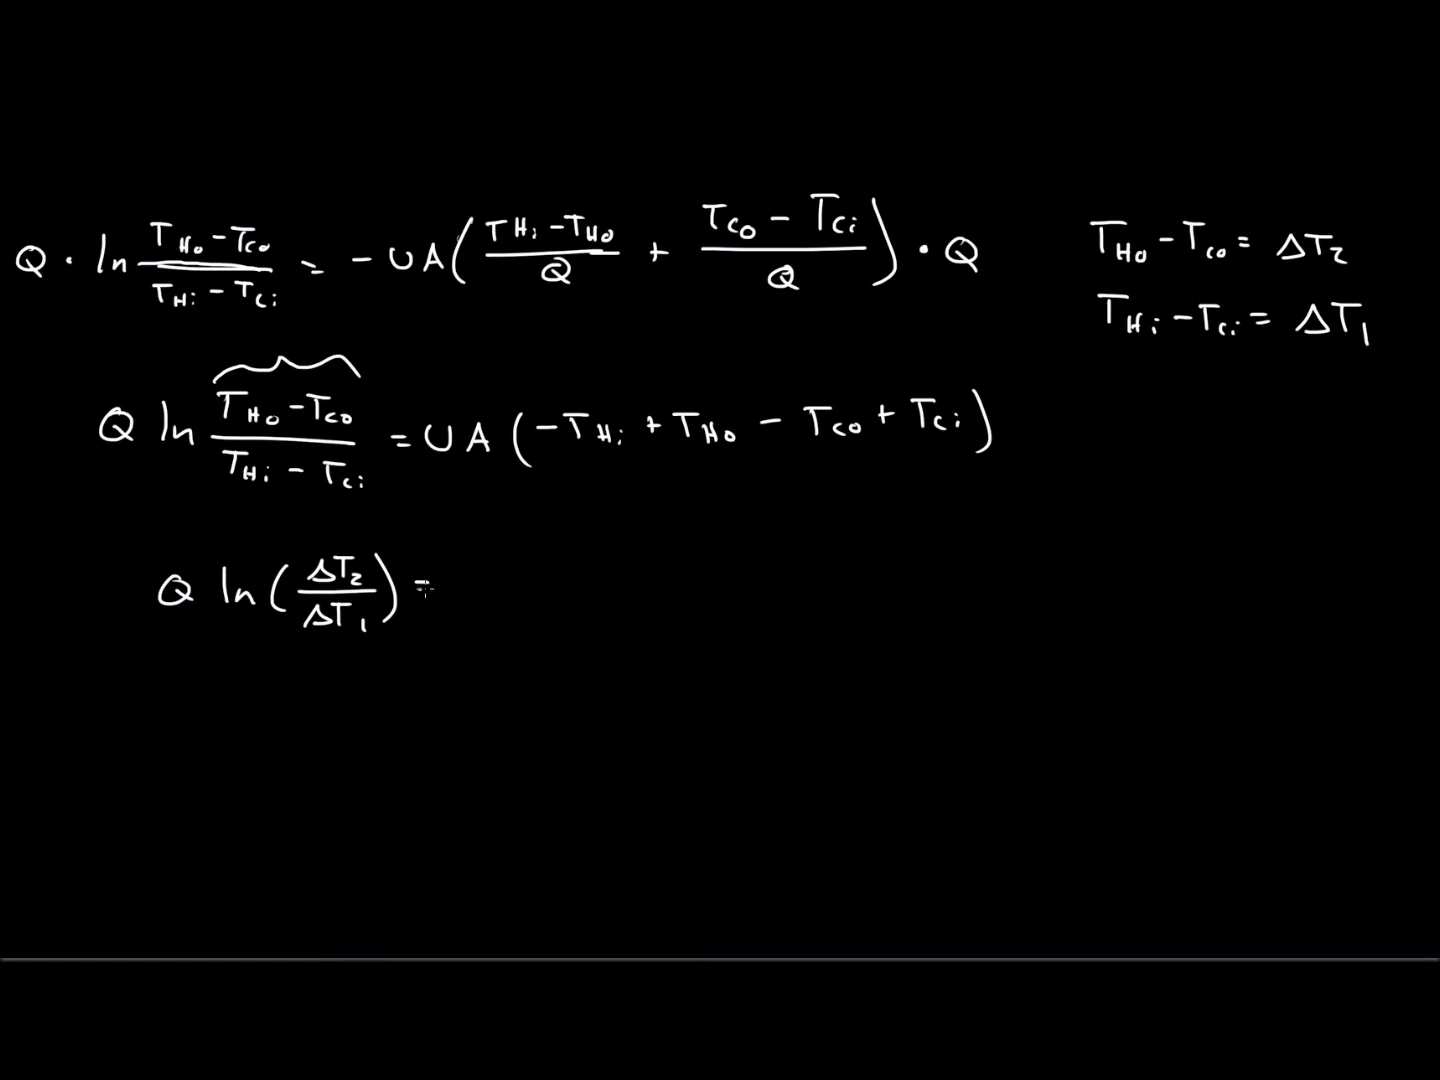 Q · ln (T_Ho - T_Co)/(T_Hi - T_Ci) = - UA((T_Hi - T_Ho)/Q + (T_Co - T_Ci)/Q) · Q
T_Ho - T_Co = ΔT_2
T_Hi - T_Ci = ΔT_1
Q ln (T_Ho - T_Co)/(T_Hi - T_Ci) = UA(-T_Hi + T_Ho - T_Co + T_Ci)
Q ln(ΔT_2/ΔT_1) =